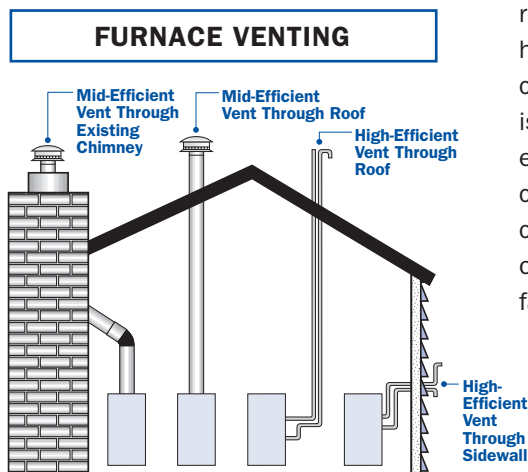 FURNACE VENTING
Mid-Efficient
Vent Through
Existing
Chimney
Mid-Efficient
Vent Through Roof
High-Efficient
Vent Through
Roof
High-
Efficient
Vent
Through
Sidewall